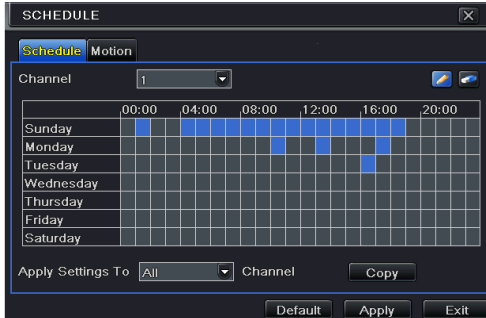 SCHEDULE
Schedule Motion
Channel 1
00:00 04:00 08:00 12:00 16:00 20:00
Sunday
Monday
Tuesday
Wednesday
Thursday
Friday
Saturday
Apply Settings To All Channel Copy
Default Apply Exit